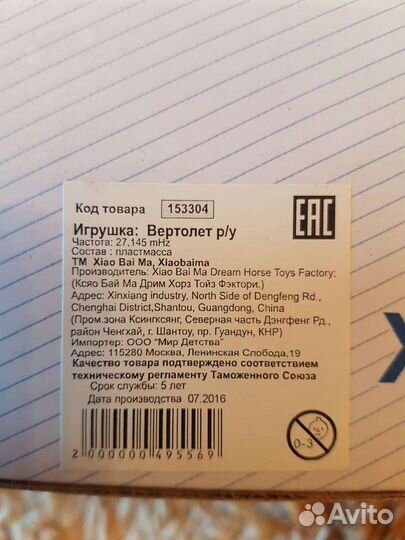 Код товара 153304
EAC
Игрушка: Вертолет р/у
Частота: 27,145 mHz
Состав : пластмасса
ТМ Xiao Bai Ma, Xiaobaima
Производитель: Xiao Bai Ma Dream Horse Toys Factory;
(Ксяо Бай Ма Дрим Хорз Тойз Фэктори.)
Адрес: Xinxiang industry, North Side of Dengfeng Rd.,
Chenghai District,Shantou, Guangdong, China
(Пром.зона Коингксянг, Северная часть Дэнгфенг Рд.,
район Ченгхай, г. Шантоу, пр. Гуандун, КНР)
Импортер: ООО "Мир Детства"
Адрес: 115280 Москва, Ленинская Слобода,19
Качество товара подтверждено соответствием
техническому регламенту Таможенного Союза
Срок службы: 5 лет
Дата производства 07.2016
0-3
2 000000 495569
X
Avito